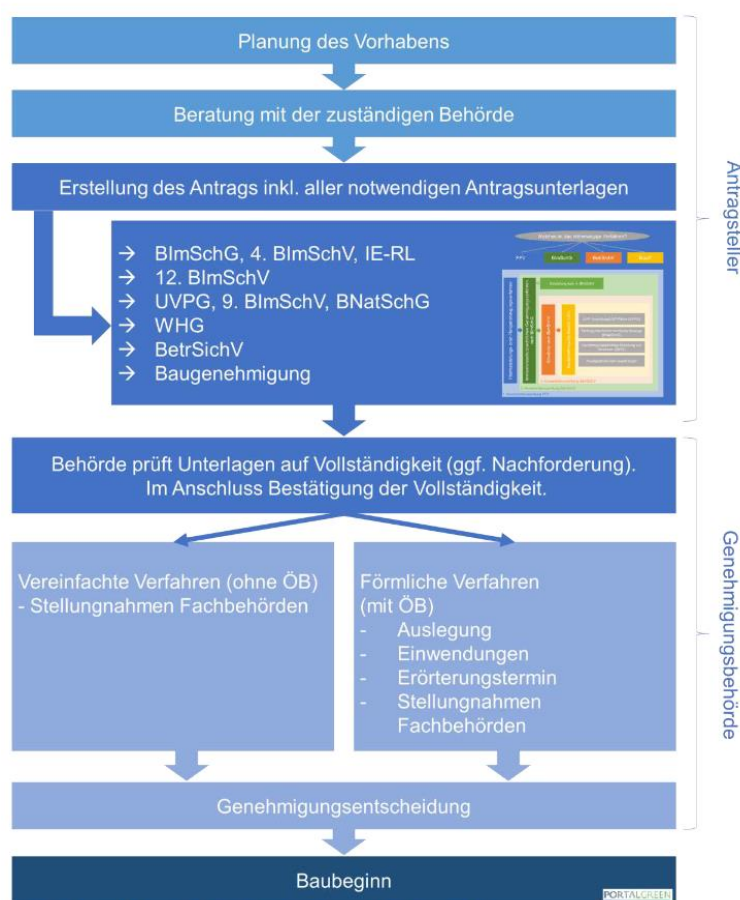 Planung des Vorhabens
Beratung mit der zuständigen Behörde
Erstellung des Antrags inkl. aller notwendigen Antragsunterlagen
→ BImSchG, 4. BImSchV, IE-RL
→ 12. BImSchV
→ UVPG, 9. BImSchV, BNatSchG
→ WHG
→ BetrSichV
→ Baugenehmigung
Antragsteller
Behörde prüft Unterlagen auf Vollständigkeit (ggf. Nachforderung).
Im Anschluss Bestätigung der Vollständigkeit.
Vereinfachte Verfahren (ohne ÖB)
- Stellungnahmen Fachbehörden
Förmliche Verfahren
(mit ÖB)
- Auslegung
- Einwendungen
- Erörterungstermin
- Stellungnahmen
Fachbehörden
Genehmigungsbehörde
Genehmigungsentscheidung
Baubeginn
PORTALGREEN